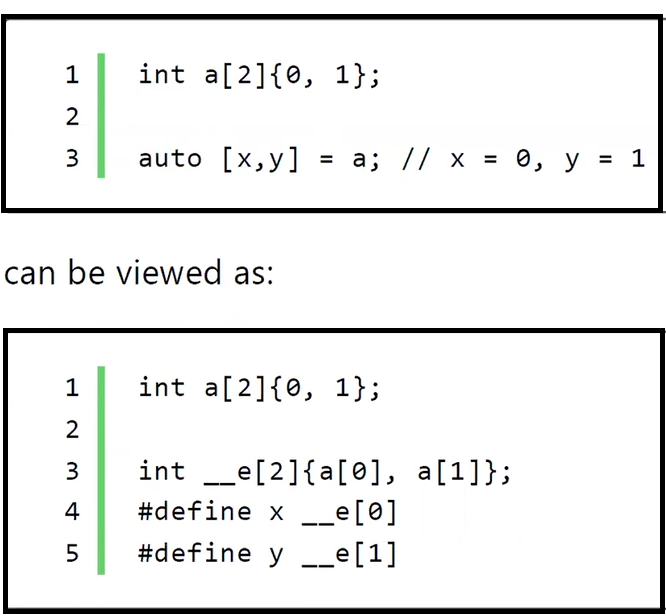 1 int a[2]{0, 1};
2
3 auto [x,y] = a; // x = 0, y = 1
can be viewed as:
1 int a[2]{0, 1};
2
3 int __e[2]{a[0], a[1]};
4 #define x __e[0]
5 #define y __e[1]